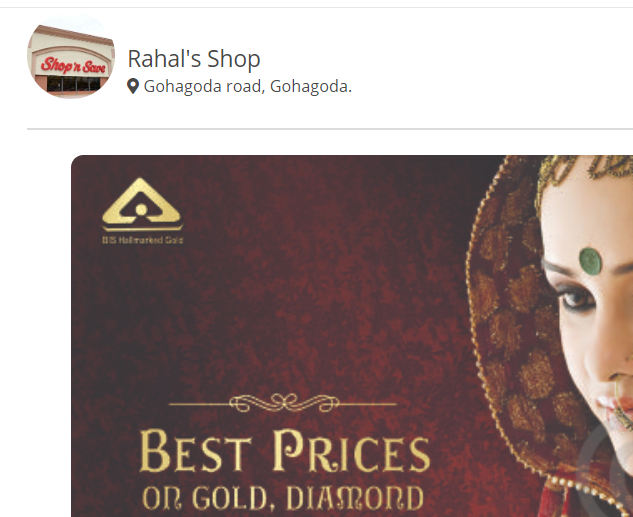 Shop'n Save
Rahal's Shop
Gohagoda road, Gohagoda.
BIS Hallmarked Gold
BEST PRICES
ON GOLD, DIAMOND